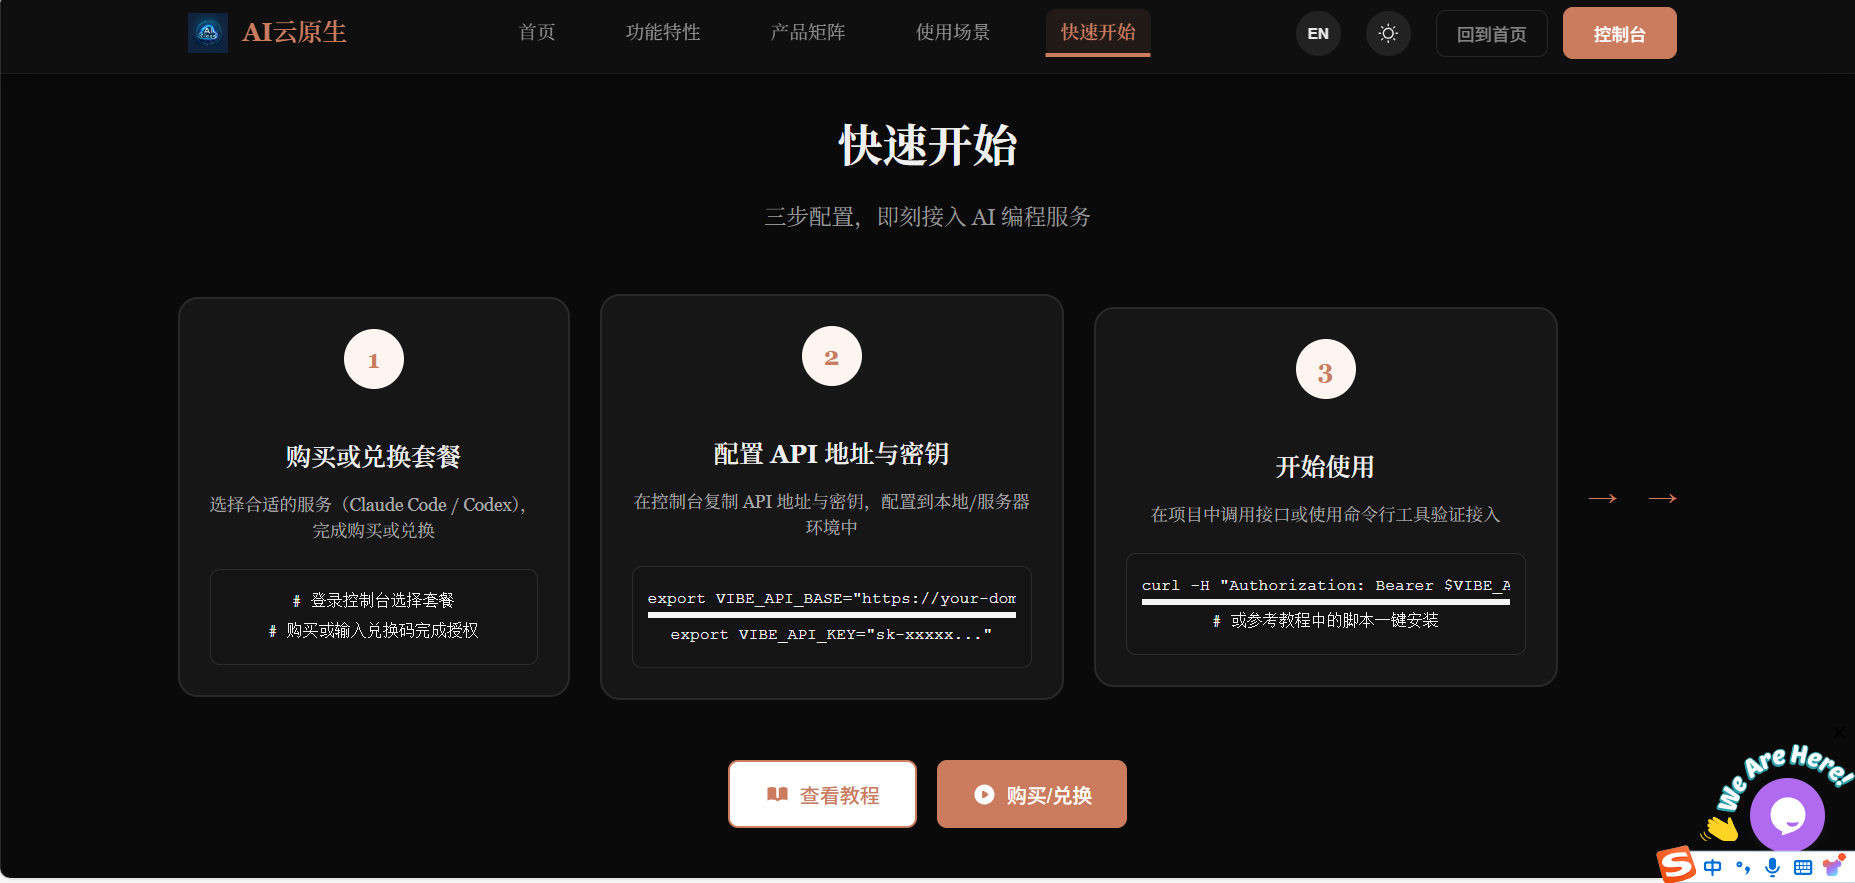 AI云原生
首页
功能特性
产品矩阵
使用场景
快速开始
EN
回到首页
控制台
快速开始
三步配置，即刻接入 AI 编程服务
1
购买或兑换套餐
选择合适的服务（Claude Code / Codex），
完成购买或兑换
# 登录控制台选择套餐
# 购买或输入兑换码完成授权
2
配置 API 地址与密钥
在控制台复制 API 地址与密钥，配置到本地/服务器
环境中
export VIBE_API_BASE="https://your-dom
export VIBE_API_KEY="sk-xxxxx..."
3
开始使用
在项目中调用接口或使用命令行工具验证接入
curl -H "Authorization: Bearer $VIBE_A
# 或参考教程中的脚本一键安装
→ →
查看教程
购买/兑换
We Are Here!
中